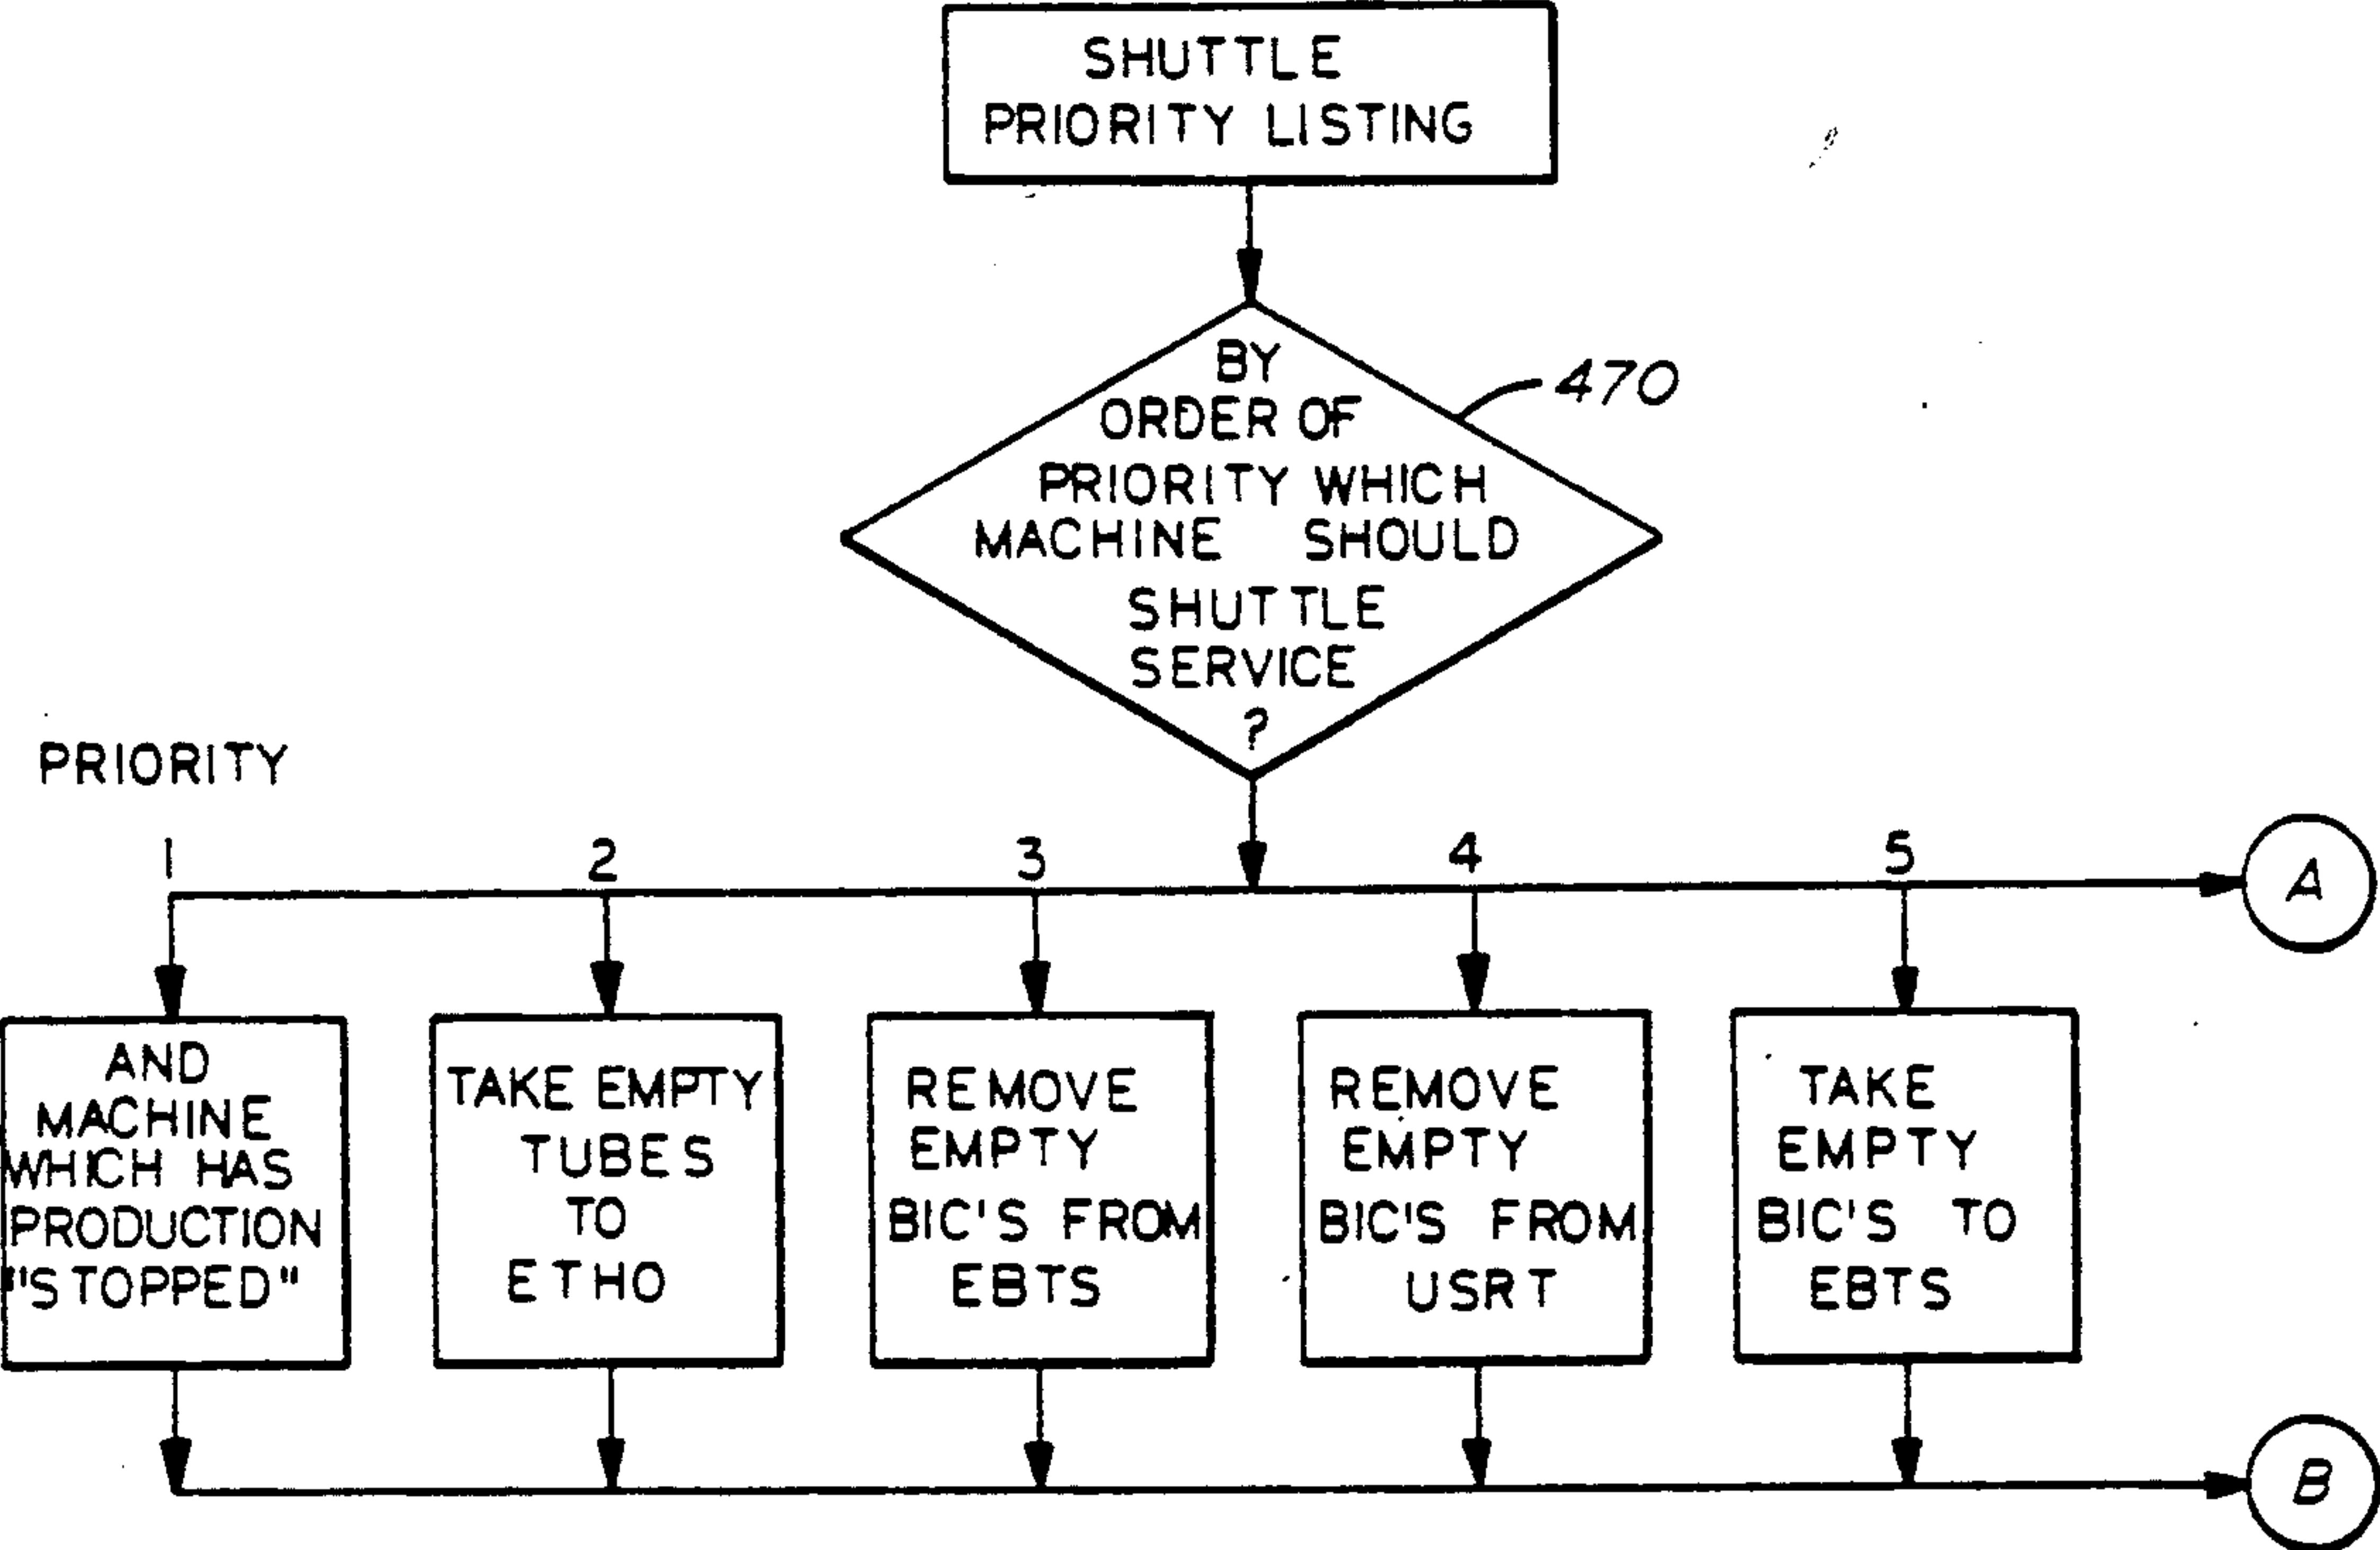 SHUTTLE
PRIORITY LISTING
BY
ORDER OF
PRIORITY WHICH
MACHINE SHOULD
SHUTTLE
SERVICE
?
470
PRIORITY
1 2 3 4 5
A
AND
MACHINE
WHICH HAS
PRODUCTION
"STOPPED"
TAKE EMPTY
TUBES
TO
ETHO
REMOVE
EMPTY
BIC'S FROM
EBTS
REMOVE
EMPTY
BIC'S FROM
USRT
TAKE
EMPTY
BIC'S TO
EBTS
B